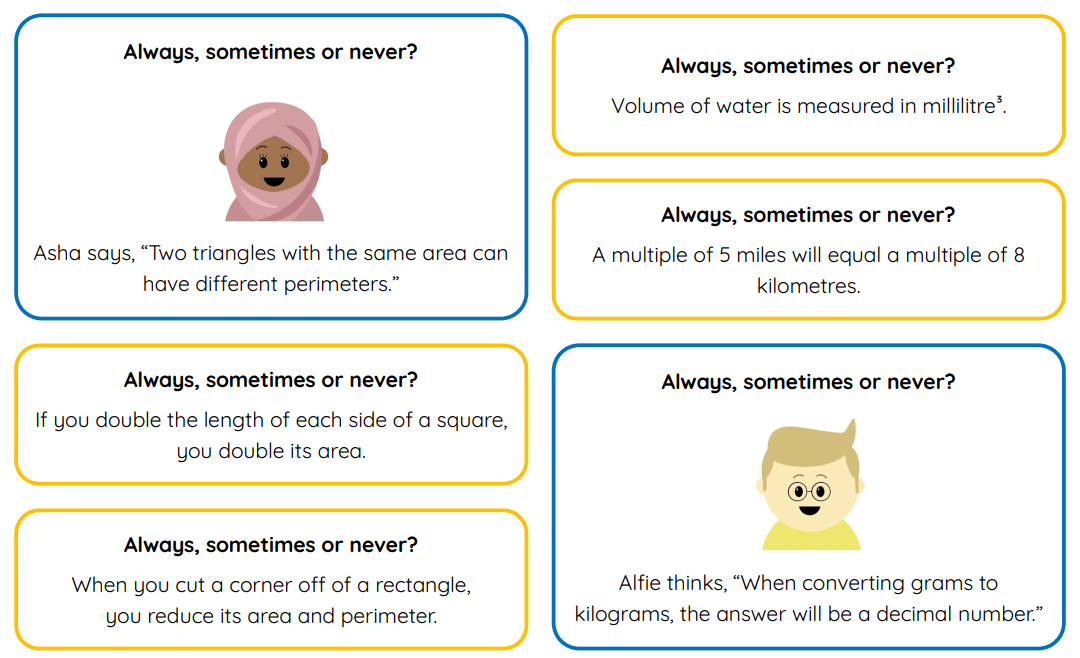 Always, sometimes or never?
Asha says, “Two triangles with the same area can
have different perimeters.”
Always, sometimes or never?
If you double the length of each side of a square,
you double its area.
Always, sometimes or never?
When you cut a corner off of a rectangle,
you reduce its area and perimeter.
Always, sometimes or never?
Volume of water is measured in millilitre³.
Always, sometimes or never?
A multiple of 5 miles will equal a multiple of 8
kilometres.
Always, sometimes or never?
Alfie thinks, “When converting grams to
kilograms, the answer will be a decimal number.”